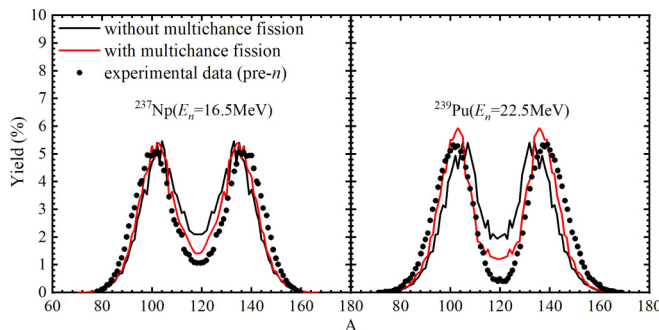 without multichance fission
with multichance fission
experimental data (pre-n)
²³⁷Np(Eₙ=16.5MeV)
²³⁹Pu(Eₙ=22.5MeV)
Yield (%)
10
9
8
7
6
5
4
3
2
1
0
60 80 100 120 140 160 180 80 100 120 140 160 180
A